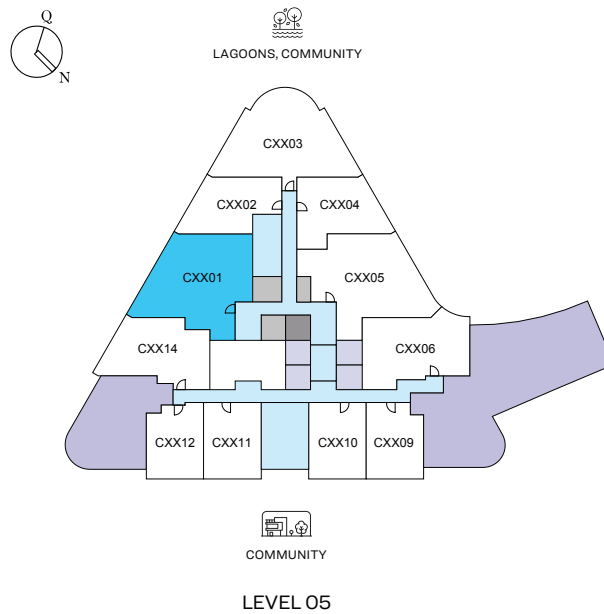 Q
N
LAGOONS, COMMUNITY
CXX03
CXX02
CXX04
CXX01
CXX05
CXX14
CXX06
CXX12
CXX11
CXX10
CXX09
COMMUNITY
LEVEL 05